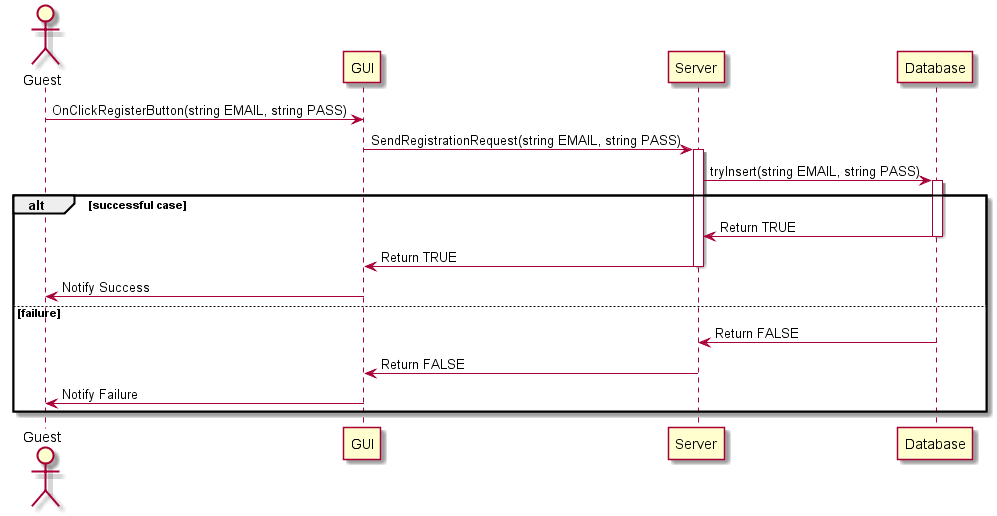 Guest
GUI
Server
Database
OnClickRegisterButton(string EMAIL, string PASS)
SendRegistrationRequest(string EMAIL, string PASS)
tryInsert(string EMAIL, string PASS)
alt
[successful case]
Return TRUE
Return TRUE
Notify Success
[failure]
Return FALSE
Return FALSE
Notify Failure
Guest
GUI
Server
Database